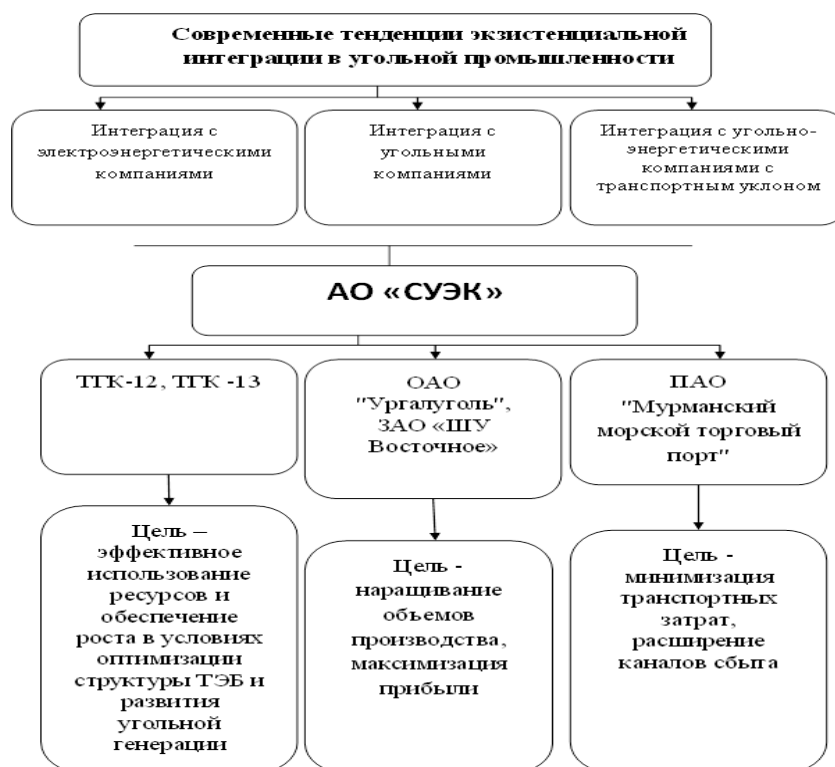 Современные тенденции экзистенциальной
интеграции в угольной промышленности
Интеграция с
электроэнергетическими
компаниями
Интеграция с
угольными
компаниями
Интеграция с угольно-
энергетическими
компаниями с
транспортным уклоном
АО «СУЭК»
ТГК-12, ТГК -13
ОАО
"Ургалуголь",
ЗАО «ШУ
Восточное»
ПАО
"Мурманский
морской торговый
порт"
Цель –
эффективное
использование
ресурсов и
обеспечение
роста в условиях
оптимизации
структуры ТЭБ и
развития
угольной
генерации
Цель -
наращивание
объемов
производства,
максимизация
прибыли
Цель -
минимизация
транспортных
затрат,
расширение
каналов сбыта